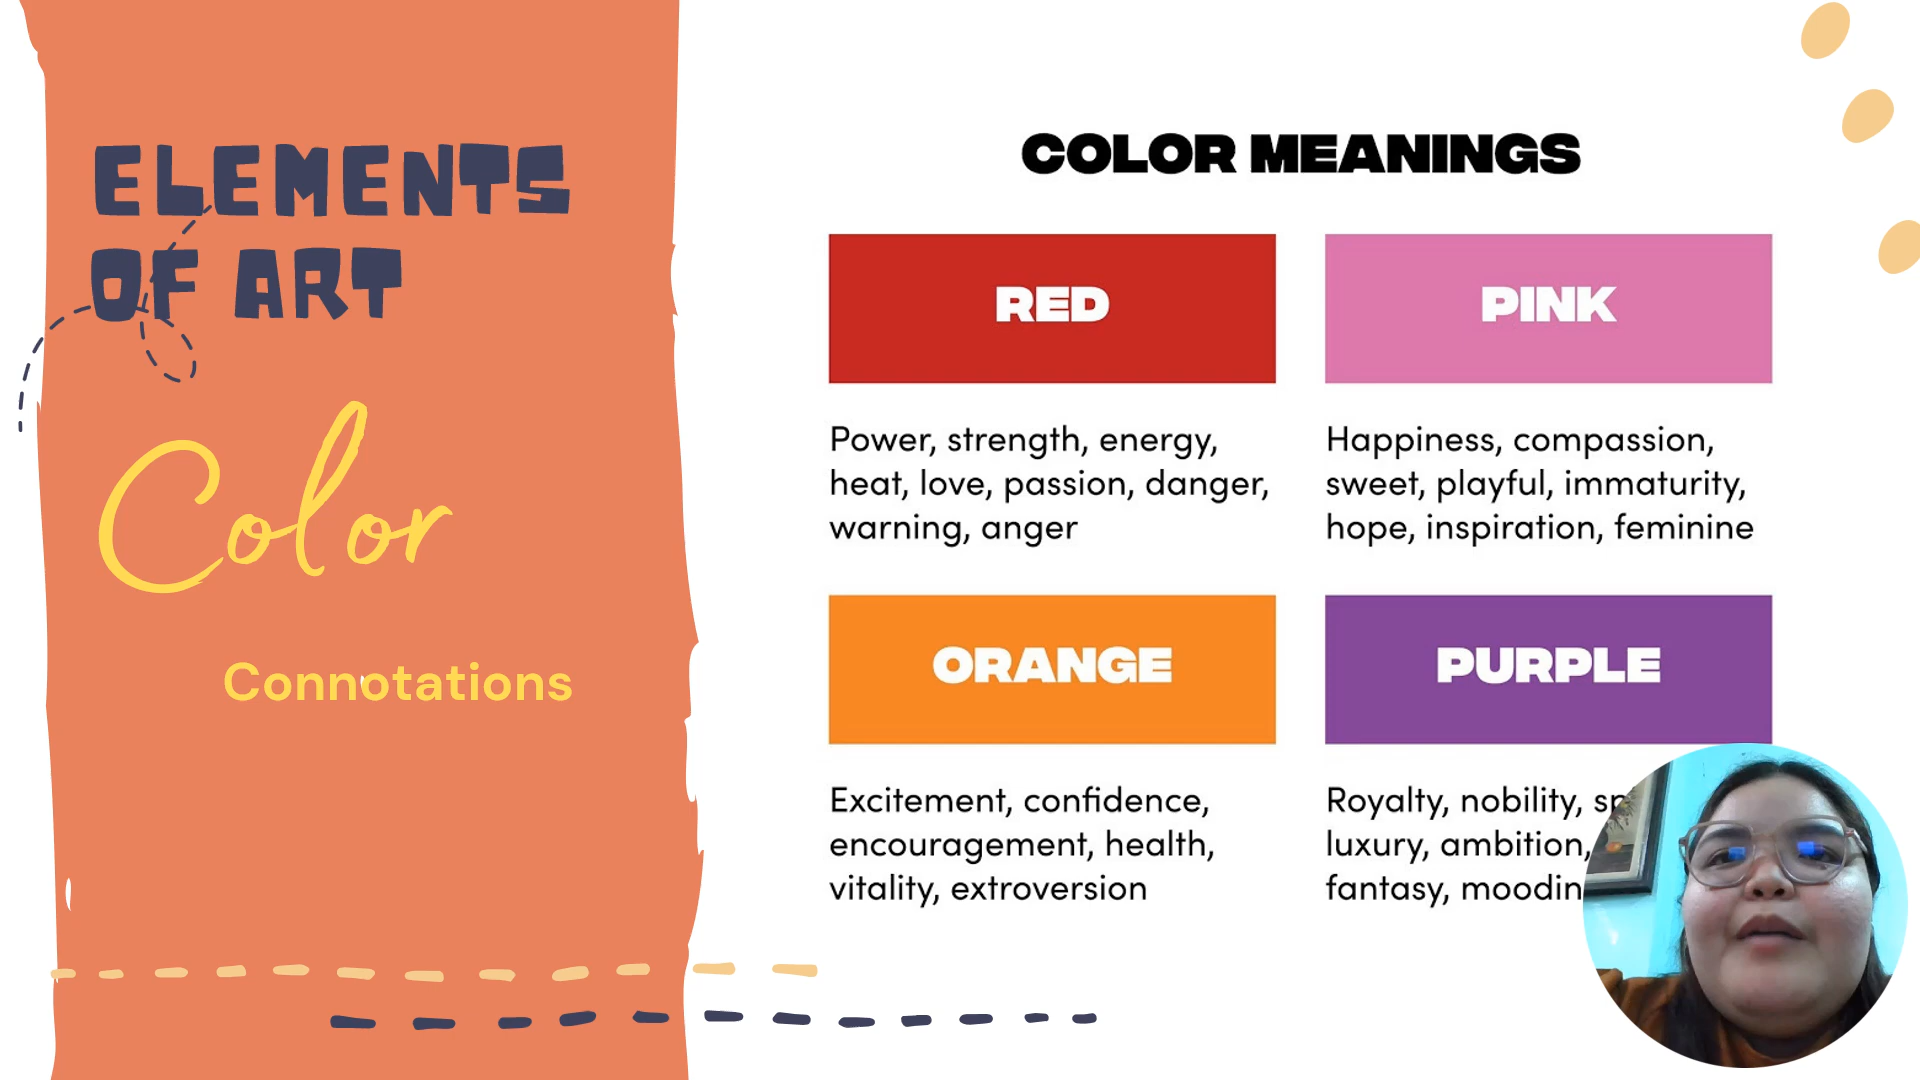 ELEMENTS
OF ART
Color
Connotations
COLOR MEANINGS
RED
Power, strength, energy,
heat, love, passion, danger,
warning, anger
PINK
Happiness, compassion,
sweet, playful, immaturity,
hope, inspiration, feminine
ORANGE
Excitement, confidence,
encouragement, health,
vitality, extroversion
PURPLE
Royalty, nobility,
luxury, ambition,
fantasy,